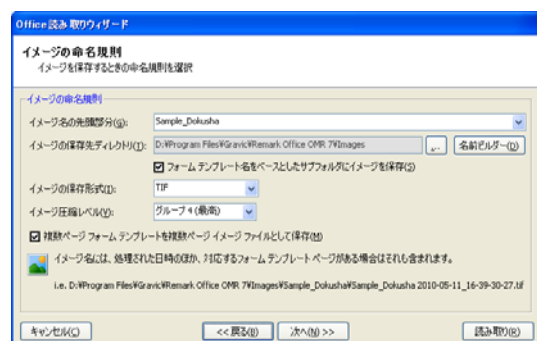 Office 読み取りウィザード
イメージの命名規則
イメージを保存するときの命名規則を選択
イメージの命名規則
イメージ名の先頭部分(g): Sample_Dokusha
イメージの保存先ディレクトリ(T): D:¥Program Files¥Gravic¥Remark Office OMR 7¥Images ... 名前ビルダー(D)
フォーム テンプレート名をベースとしたサブフォルダにイメージを保存(S)
イメージの保存形式(I): TIF
イメージ圧縮レベル(V): グループ 4 (最高)
複数ページ フォーム テンプレートを複数ページ イメージ ファイルとして保存(M)
イメージ名には、処理された日時のほか、対応するフォーム テンプレート ページがある場合はそれも含まれます。
i.e. D:¥Program Files¥Gravic¥Remark Office OMR 7¥Images¥Sample_Dokusha¥Sample_Dokusha 2010-05-11_16-39-30-27.tif
キャンセル(C) << 戻る(B) 次へ(N) >> 読み取り(R)